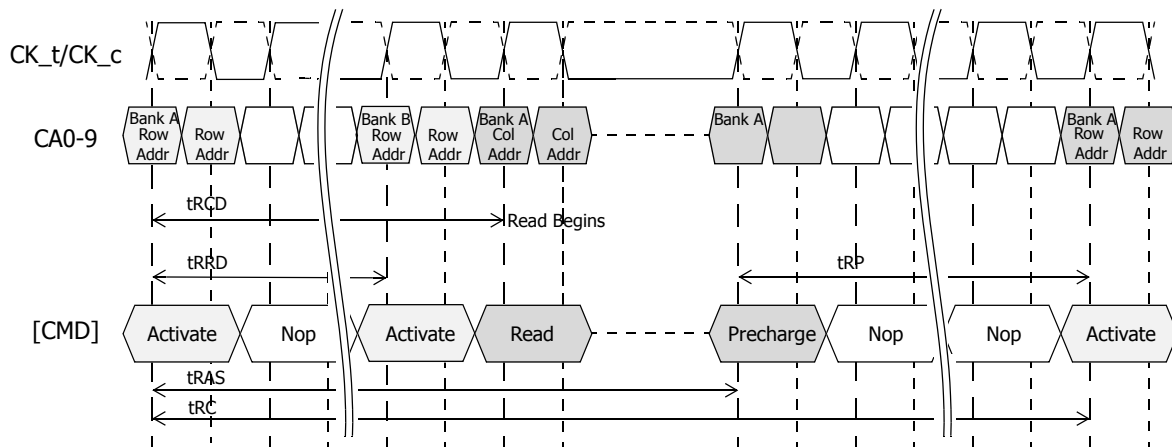 CK_t/CK_c
CA0-9
Bank A
Row
Addr
Row
Addr
Bank B
Row
Addr
Row
Addr
Bank A
Col
Addr
Col
Addr
Bank A
Bank A
Row
Addr
Row
Addr
tRCD
Read Begins
tRRD
tRP
[CMD]
Activate
Nop
Activate
Read
Precharge
Nop
Nop
Activate
tRAS
tRC